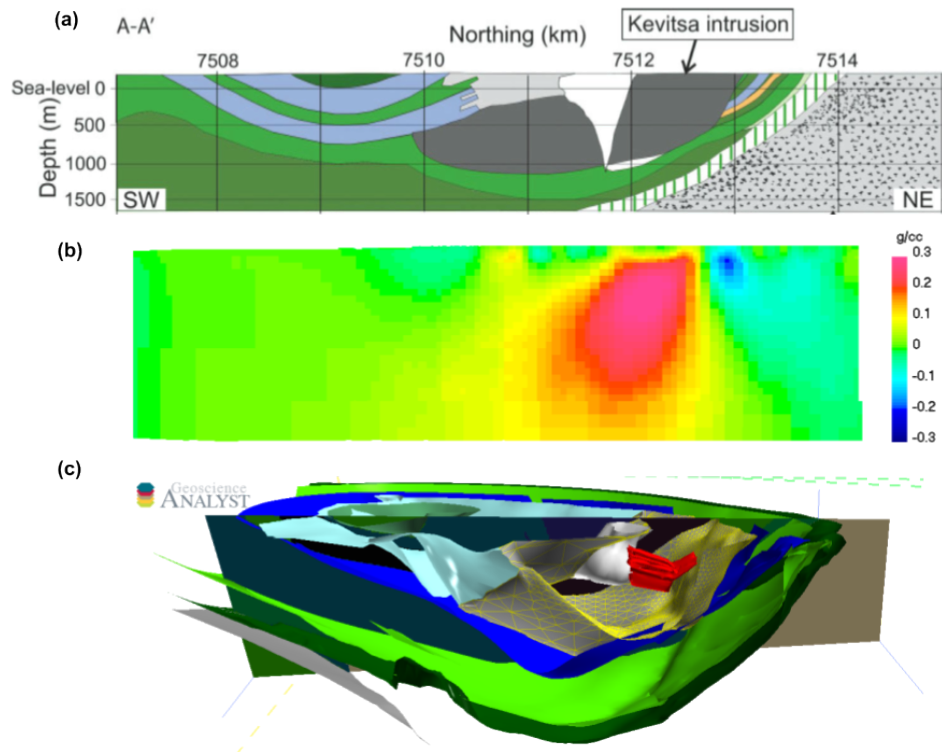 (a)
A-A′
Northing (km)
Kevitsa intrusion
7508
7510
7512
7514
Sea-level 0
500
1000
1500
Depth (m)
SW
NE
(b)
g/cc
0.3
0.2
0.1
0
-0.1
-0.2
-0.3
(c)
Geoscience
ANALYST